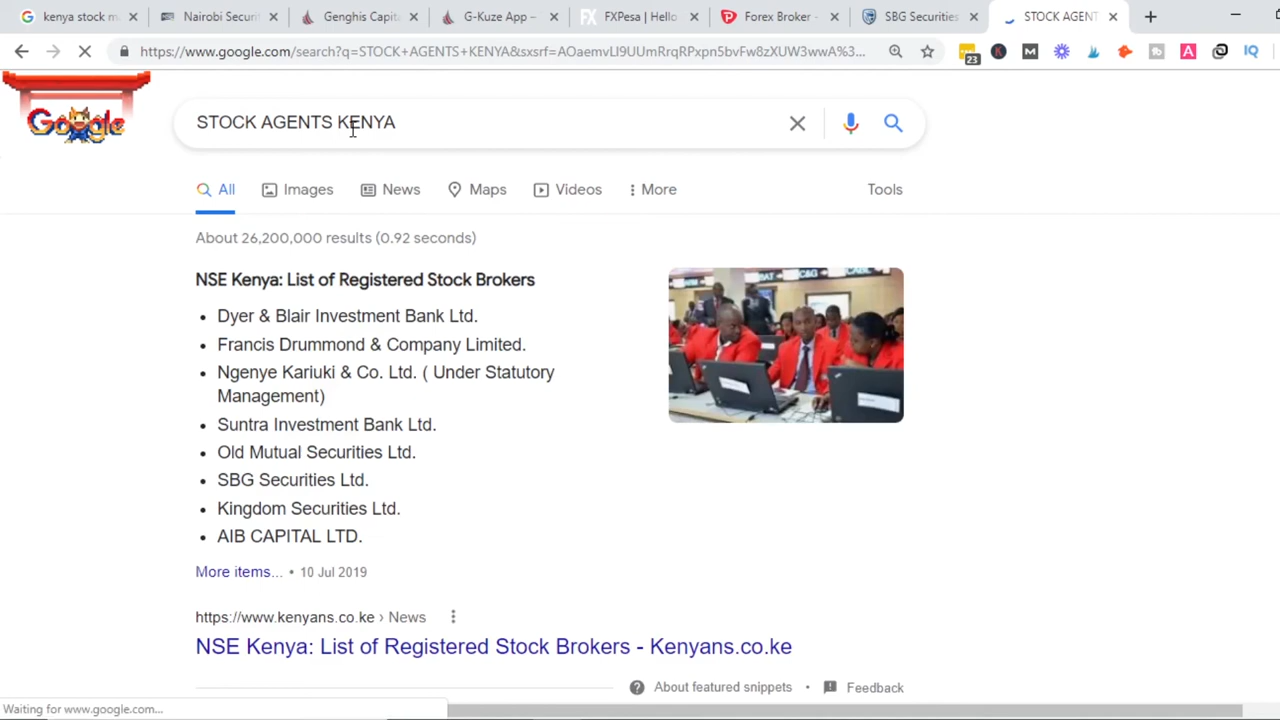 kenya stock m
Nairobi Securi
Genghis Capit
G-Kuze App –
FXPesa | Hello
Forex Broker -
SBG Securities
STOCK AGENT
https://www.google.com/search?q=STOCK+AGENTS+KENYA&sxsrf=AOaemvLI9UUmRrqRPxpn5bvFw8zXUW3wwA%3...
23
K
M
A
IQ
Google
STOCK AGENTS KENYA
All
Images
News
Maps
Videos
More
Tools
About 26,200,000 results (0.92 seconds)
NSE Kenya: List of Registered Stock Brokers
• Dyer & Blair Investment Bank Ltd.
• Francis Drummond & Company Limited.
• Ngenye Kariuki & Co. Ltd. ( Under Statutory
Management)
• Suntra Investment Bank Ltd.
• Old Mutual Securities Ltd.
• SBG Securities Ltd.
• Kingdom Securities Ltd.
• AIB CAPITAL LTD.
More items... • 10 Jul 2019
https://www.kenyans.co.ke › News
NSE Kenya: List of Registered Stock Brokers - Kenyans.co.ke
About featured snippets • Feedback
Waiting for www.google.com...